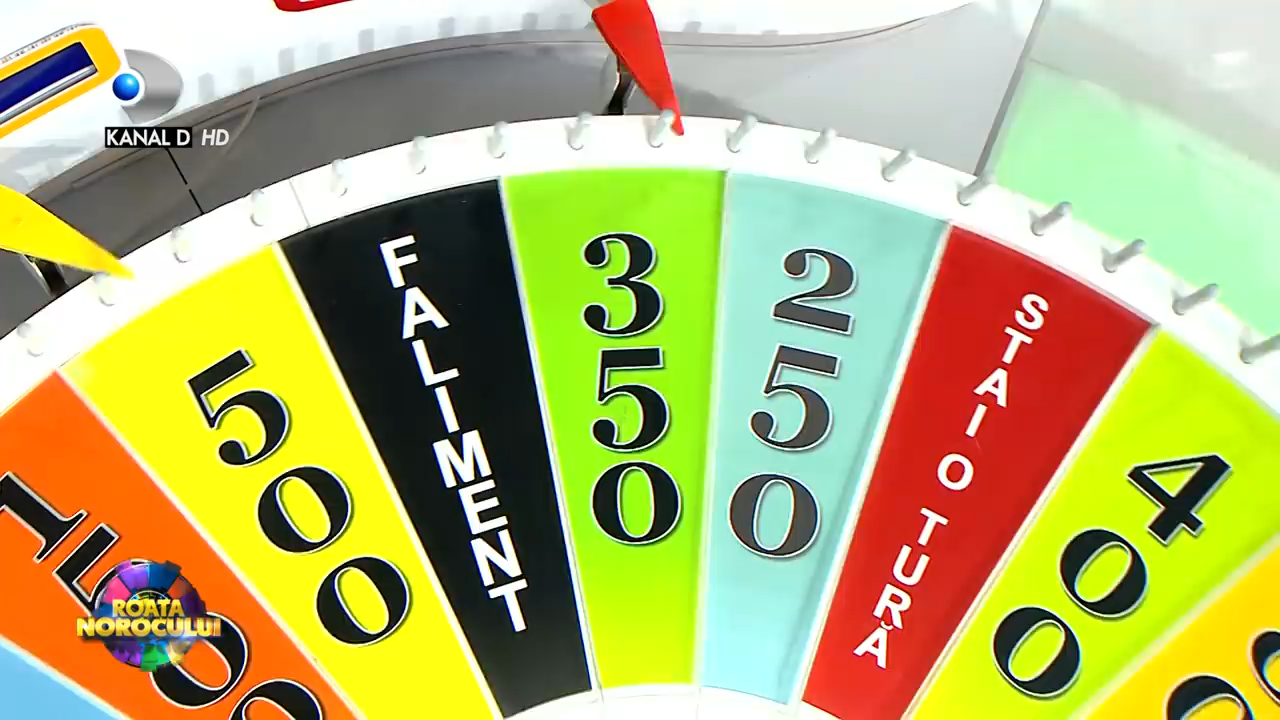 KANAL D HD
500
FALIMENT
350
250
STAI O TURĂ
400
ROATA
NOROCULUI